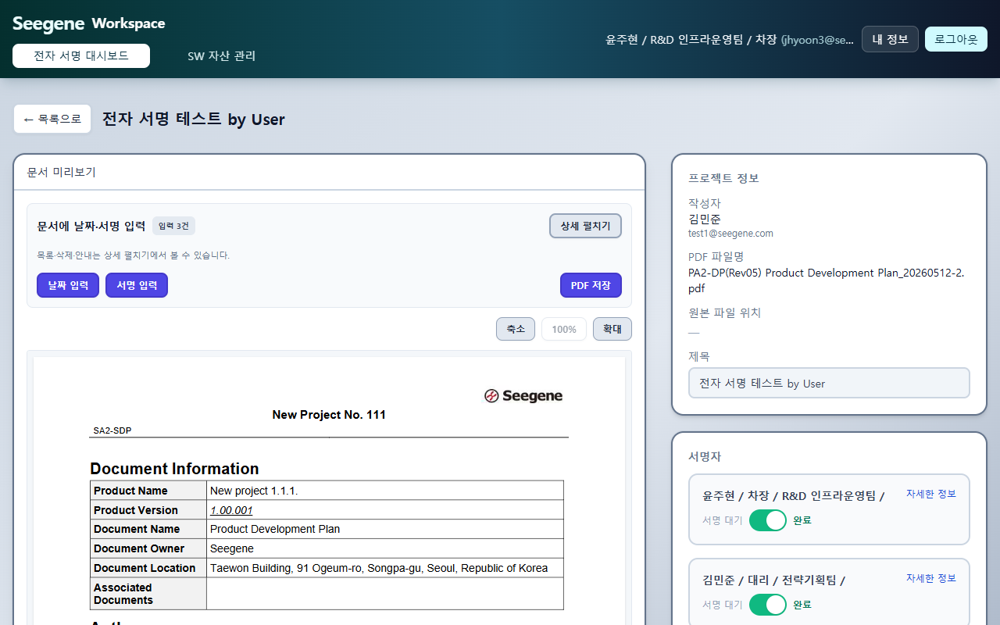 Seegene Workspace
전자 서명 대시보드
SW 자산 관리
윤주현 / R&D 인프라운영팀 / 차장 (jhyoon3@se...
내 정보
로그아웃
← 목록으로
전자 서명 테스트 by User
문서 미리보기
문서에 날짜·서명 입력
입력 3건
상세 펼치기
목록·삭제·안내는 상세 펼치기에서 볼 수 있습니다.
날짜 입력
서명 입력
PDF 저장
축소
100%
확대
Seegene
New Project No. 111
SA2-SDP
Document Information
Product Name New project 1.1.1.
Product Version 1.00.001
Document Name Product Development Plan
Document Owner Seegene
Document Location Taewon Building, 91 Ogeum-ro, Songpa-gu, Seoul, Republic of Korea
Associated
Documents
프로젝트 정보
작성자
김민준
test1@seegene.com
PDF 파일명
PA2-DP(Rev05) Product Development Plan_20260512-2.
pdf
원본 파일 위치
—
제목
전자 서명 테스트 by User
서명자
윤주현 / 차장 / R&D 인프라운영팀 /
자세한 정보
서명 대기
완료
김민준 / 대리 / 전략기획팀 /
자세한 정보
서명 대기
완료